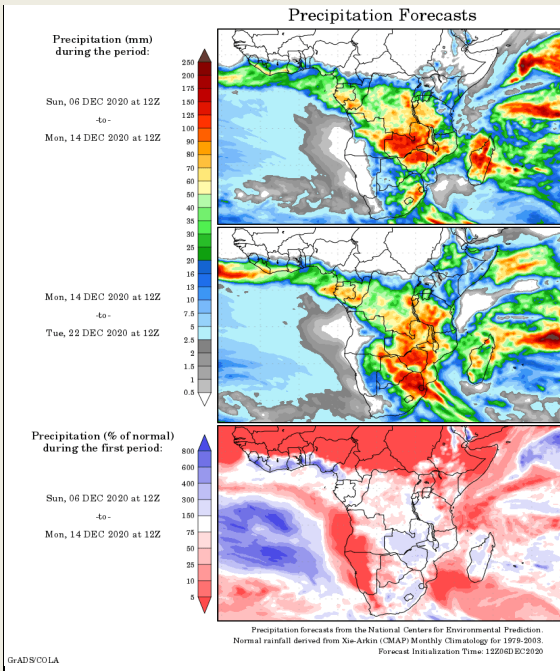 Precipitation Forecasts
Precipitation (mm)
during the period:
Sun, 06 DEC 2020 at 12Z
-to-
Mon, 14 DEC 2020 at 12Z
250
200
175
150
125
100
90
80
70
60
50
40
35
30
25
20
16
13
10
7.5
5
2.5
2
1.5
1
0.5
Mon, 14 DEC 2020 at 12Z
-to-
Tue, 22 DEC 2020 at 12Z
Precipitation (% of normal)
during the first period:
Sun, 06 DEC 2020 at 12Z
-to-
Mon, 14 DEC 2020 at 12Z
800
600
400
300
150
75
50
25
10
5
Precipitation forecasts from the National Centers for Environmental Prediction.
Normal rainfall derived from Xie-Arkin (CMAP) Monthly Climatology for 1979-2003.
Forecast Initialization Time: 12Z06DEC2020
GrADS/COLA